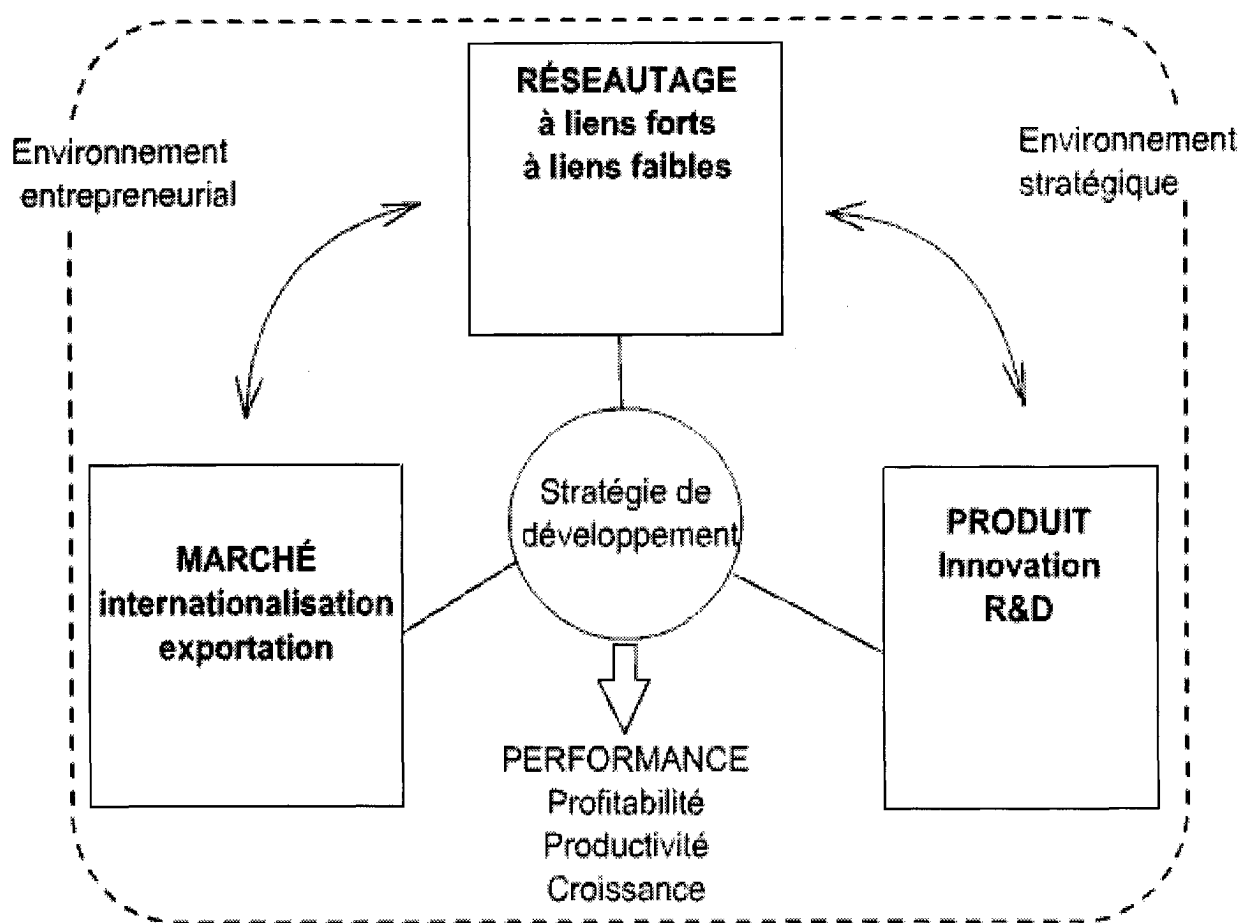 RÉSEAUTAGE
à liens forts
à liens faibles
Environnement
entrepreneurial
Environnement
stratégique
Stratégie de
développement
MARCHÉ
internationalisation
exportation
PRODUIT
Innovation
R&D
PERFORMANCE
Profitabilité
Productivité
Croissance